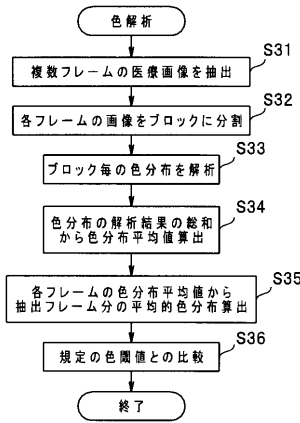 色解析
S31
複数フレームの医療画像を抽出
S32
各フレームの画像をブロックに分割
S33
ブロック毎の色分布を解析
S34
色分布の解析結果の総和
から色分布平均値算出
S35
各フレームの色分布平均値から
抽出フレーム分の平均的色分布算出
S36
規定の色閾値との比較
終了